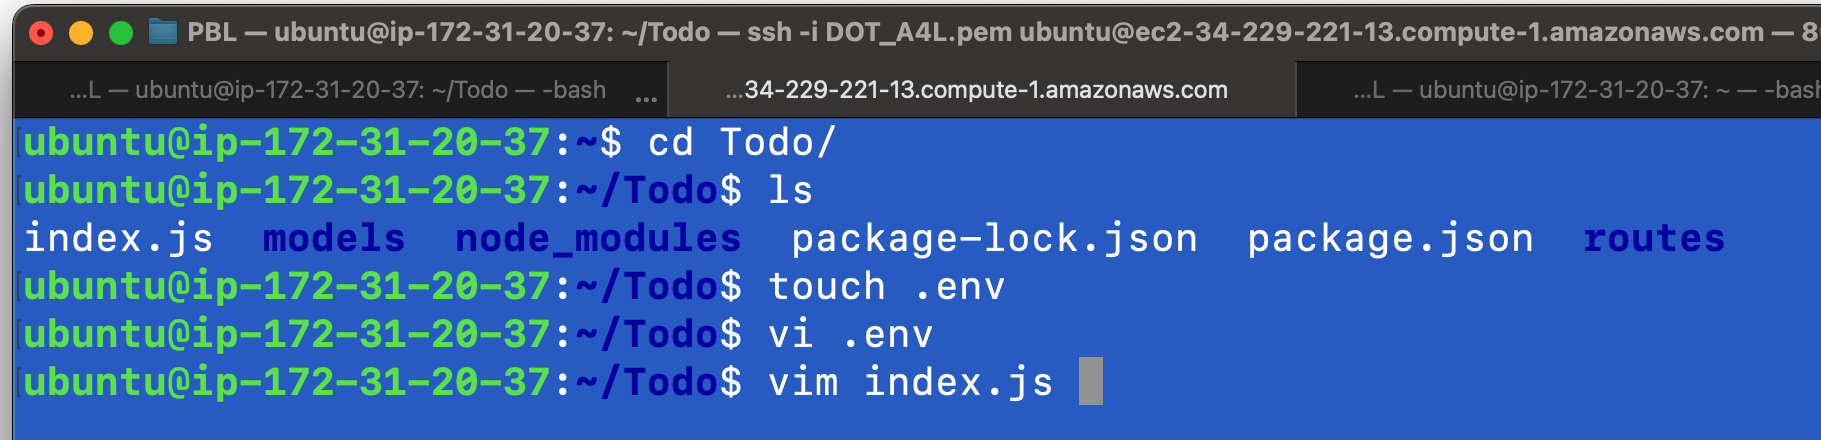 PBL — ubuntu@ip-172-31-20-37: ~/Todo — ssh -i DOT_A4L.pem ubuntu@ec2-34-229-221-13.compute-1.amazonaws.com — 8
...L — ubuntu@ip-172-31-20-37: ~/Todo — -bash ... ...34-229-221-13.compute-1.amazonaws.com ...L — ubuntu@ip-172-31-20-37: ~ — -bash
ubuntu@ip-172-31-20-37:~$ cd Todo/
ubuntu@ip-172-31-20-37:~/Todo$ ls
index.js models node_modules package-lock.json package.json routes
ubuntu@ip-172-31-20-37:~/Todo$ touch .env
ubuntu@ip-172-31-20-37:~/Todo$ vi .env
ubuntu@ip-172-31-20-37:~/Todo$ vim index.js